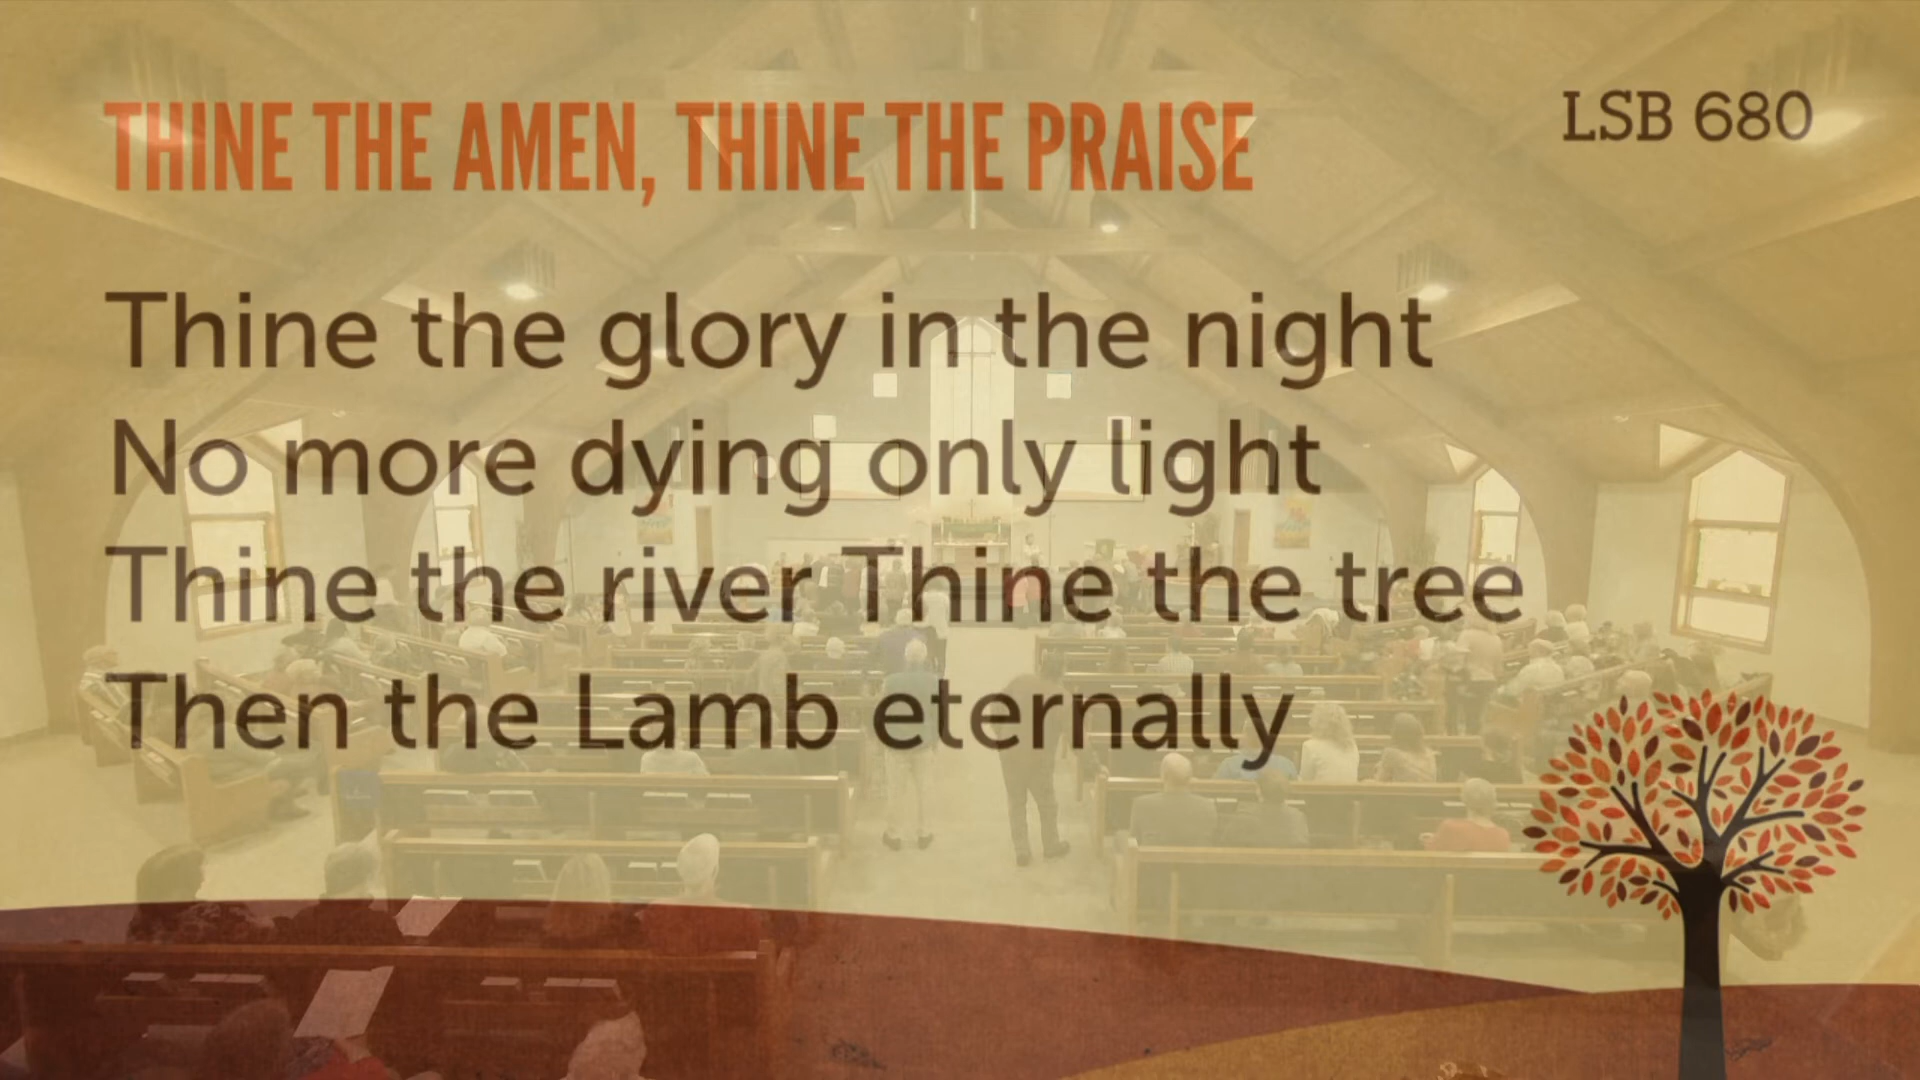 THINE THE AMEN, THINE THE PRAISE
LSB 680
Thine the glory in the night
No more dying only light
Thine the river Thine the tree
Then the Lamb eternally